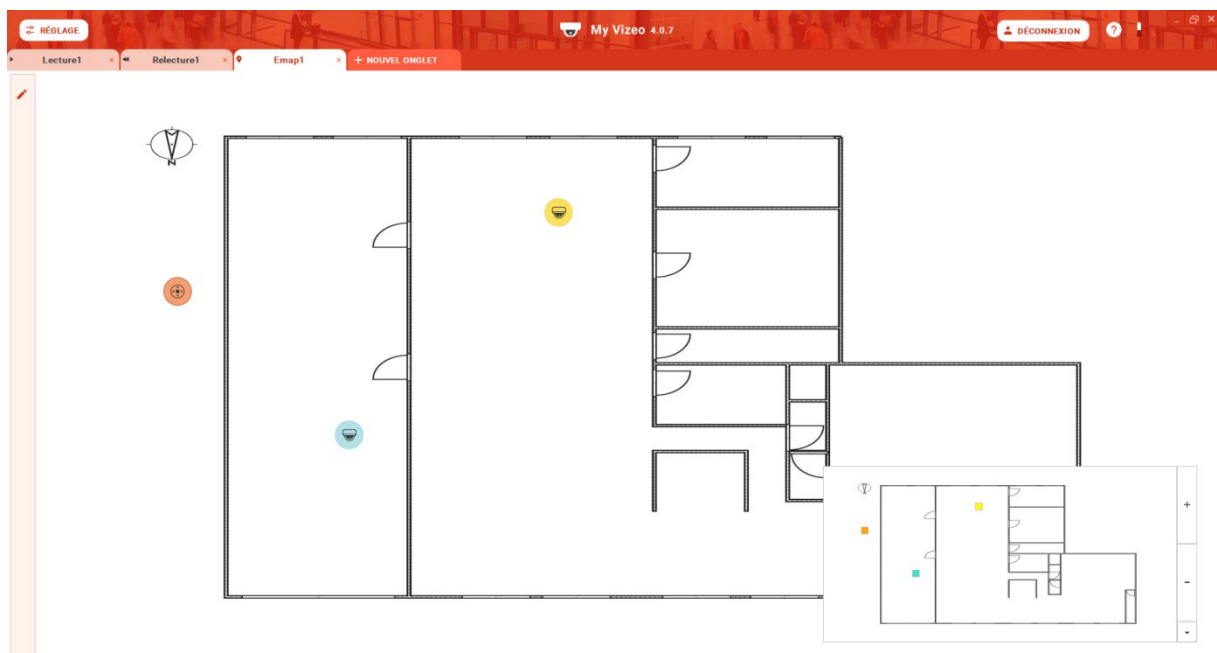 RÉGLAGE
My Vizeo 4.0.7
DÉCONNEXION
?
Lecture1
Relecture1
Emap1
+ NOUVEL ONGLET
N